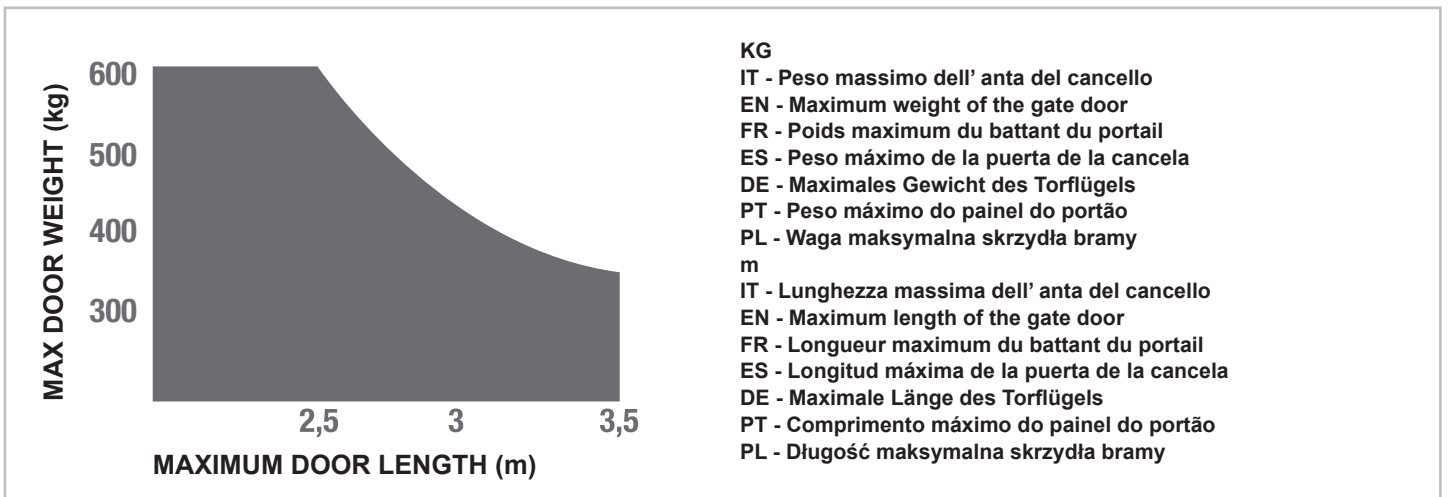 MAX DOOR WEIGHT (kg)
600
500
400
300
2,5 3 3,5
MAXIMUM DOOR LENGTH (m)
KG
IT - Peso massimo dell’ anta del cancello
EN - Maximum weight of the gate door
FR - Poids maximum du battant du portail
ES - Peso máximo de la puerta de la cancela
DE - Maximales Gewicht des Torflügels
PT - Peso máximo do painel do portão
PL - Waga maksymalna skrzydła bramy
m
IT - Lunghezza massima dell’ anta del cancello
EN - Maximum length of the gate door
FR - Longueur maximum du battant du portail
ES - Longitud máxima de la puerta de la cancela
DE - Maximale Länge des Torflügels
PT - Comprimento máximo do painel do portão
PL - Długość maksymalna skrzydła bramy